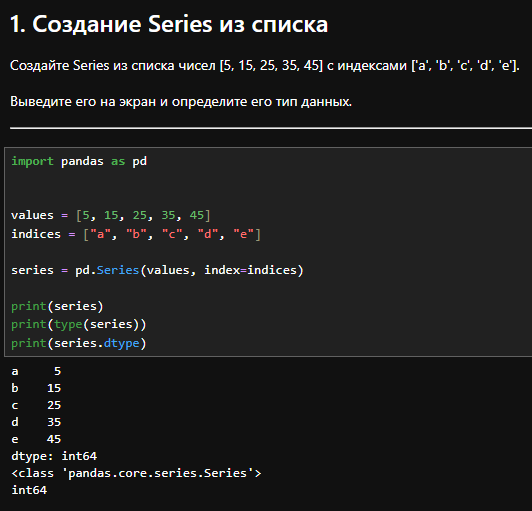 1. Создание Series из списка
Создайте Series из списка чисел [5, 15, 25, 35, 45] с индексами ['a', 'b', 'c', 'd', 'e'].
Выведите его на экран и определите его тип данных.
import pandas as pd
values = [5, 15, 25, 35, 45]
indices = ["a", "b", "c", "d", "e"]
series = pd.Series(values, index=indices)
print(series)
print(type(series))
print(series.dtype)
a     5
b    15
c    25
d    35
e    45
dtype: int64
<class 'pandas.core.series.Series'>
int64